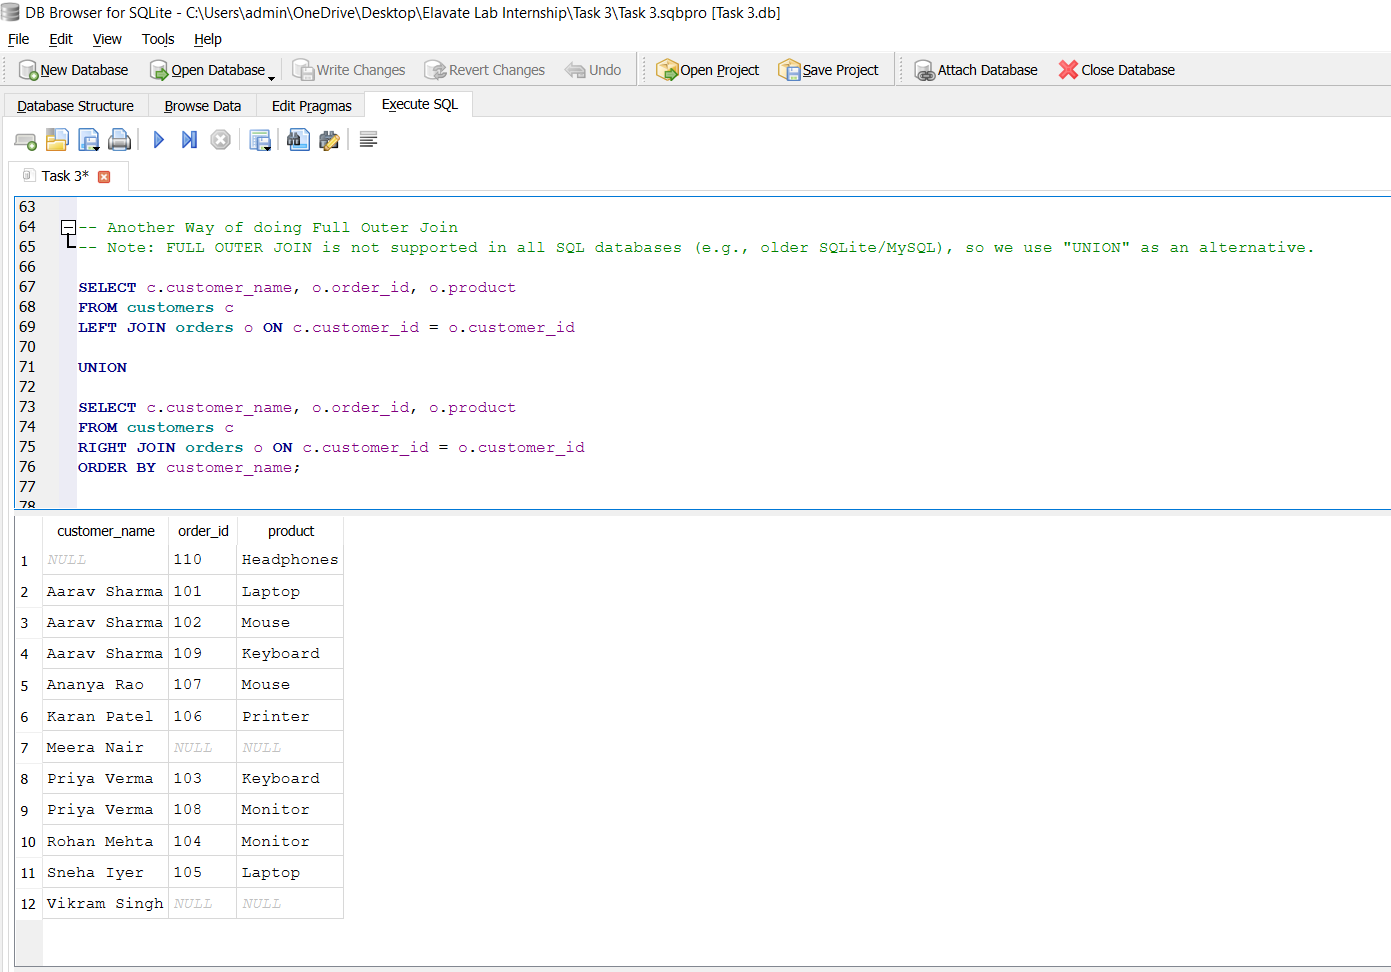 DB Browser for SQLite - C:\Users\admin\OneDrive\Desktop\Elavate Lab Internship\Task 3\Task 3.sqbpro [Task 3.db]
File Edit View Tools Help
New Database Open Database Write Changes Revert Changes Undo Open Project Save Project Attach Database Close Database
Database Structure Browse Data Edit Pragmas Execute SQL
Task 3*
63
64 -- Another Way of doing Full Outer Join
65 -- Note: FULL OUTER JOIN is not supported in all SQL databases (e.g., older SQLite/MySQL), so we use "UNION" as an alternative.
66
67 SELECT c.customer_name, o.order_id, o.product
68 FROM customers c
69 LEFT JOIN orders o ON c.customer_id = o.customer_id
70
71 UNION
72
73 SELECT c.customer_name, o.order_id, o.product
74 FROM customers c
75 RIGHT JOIN orders o ON c.customer_id = o.customer_id
76 ORDER BY customer_name;
77
78
customer_name order_id product
1 NULL 110 Headphones
2 Aarav Sharma 101 Laptop
3 Aarav Sharma 102 Mouse
4 Aarav Sharma 109 Keyboard
5 Ananya Rao 107 Mouse
6 Karan Patel 106 Printer
7 Meera Nair NULL NULL
8 Priya Verma 103 Keyboard
9 Priya Verma 108 Monitor
10 Rohan Mehta 104 Monitor
11 Sneha Iyer 105 Laptop
12 Vikram Singh NULL NULL